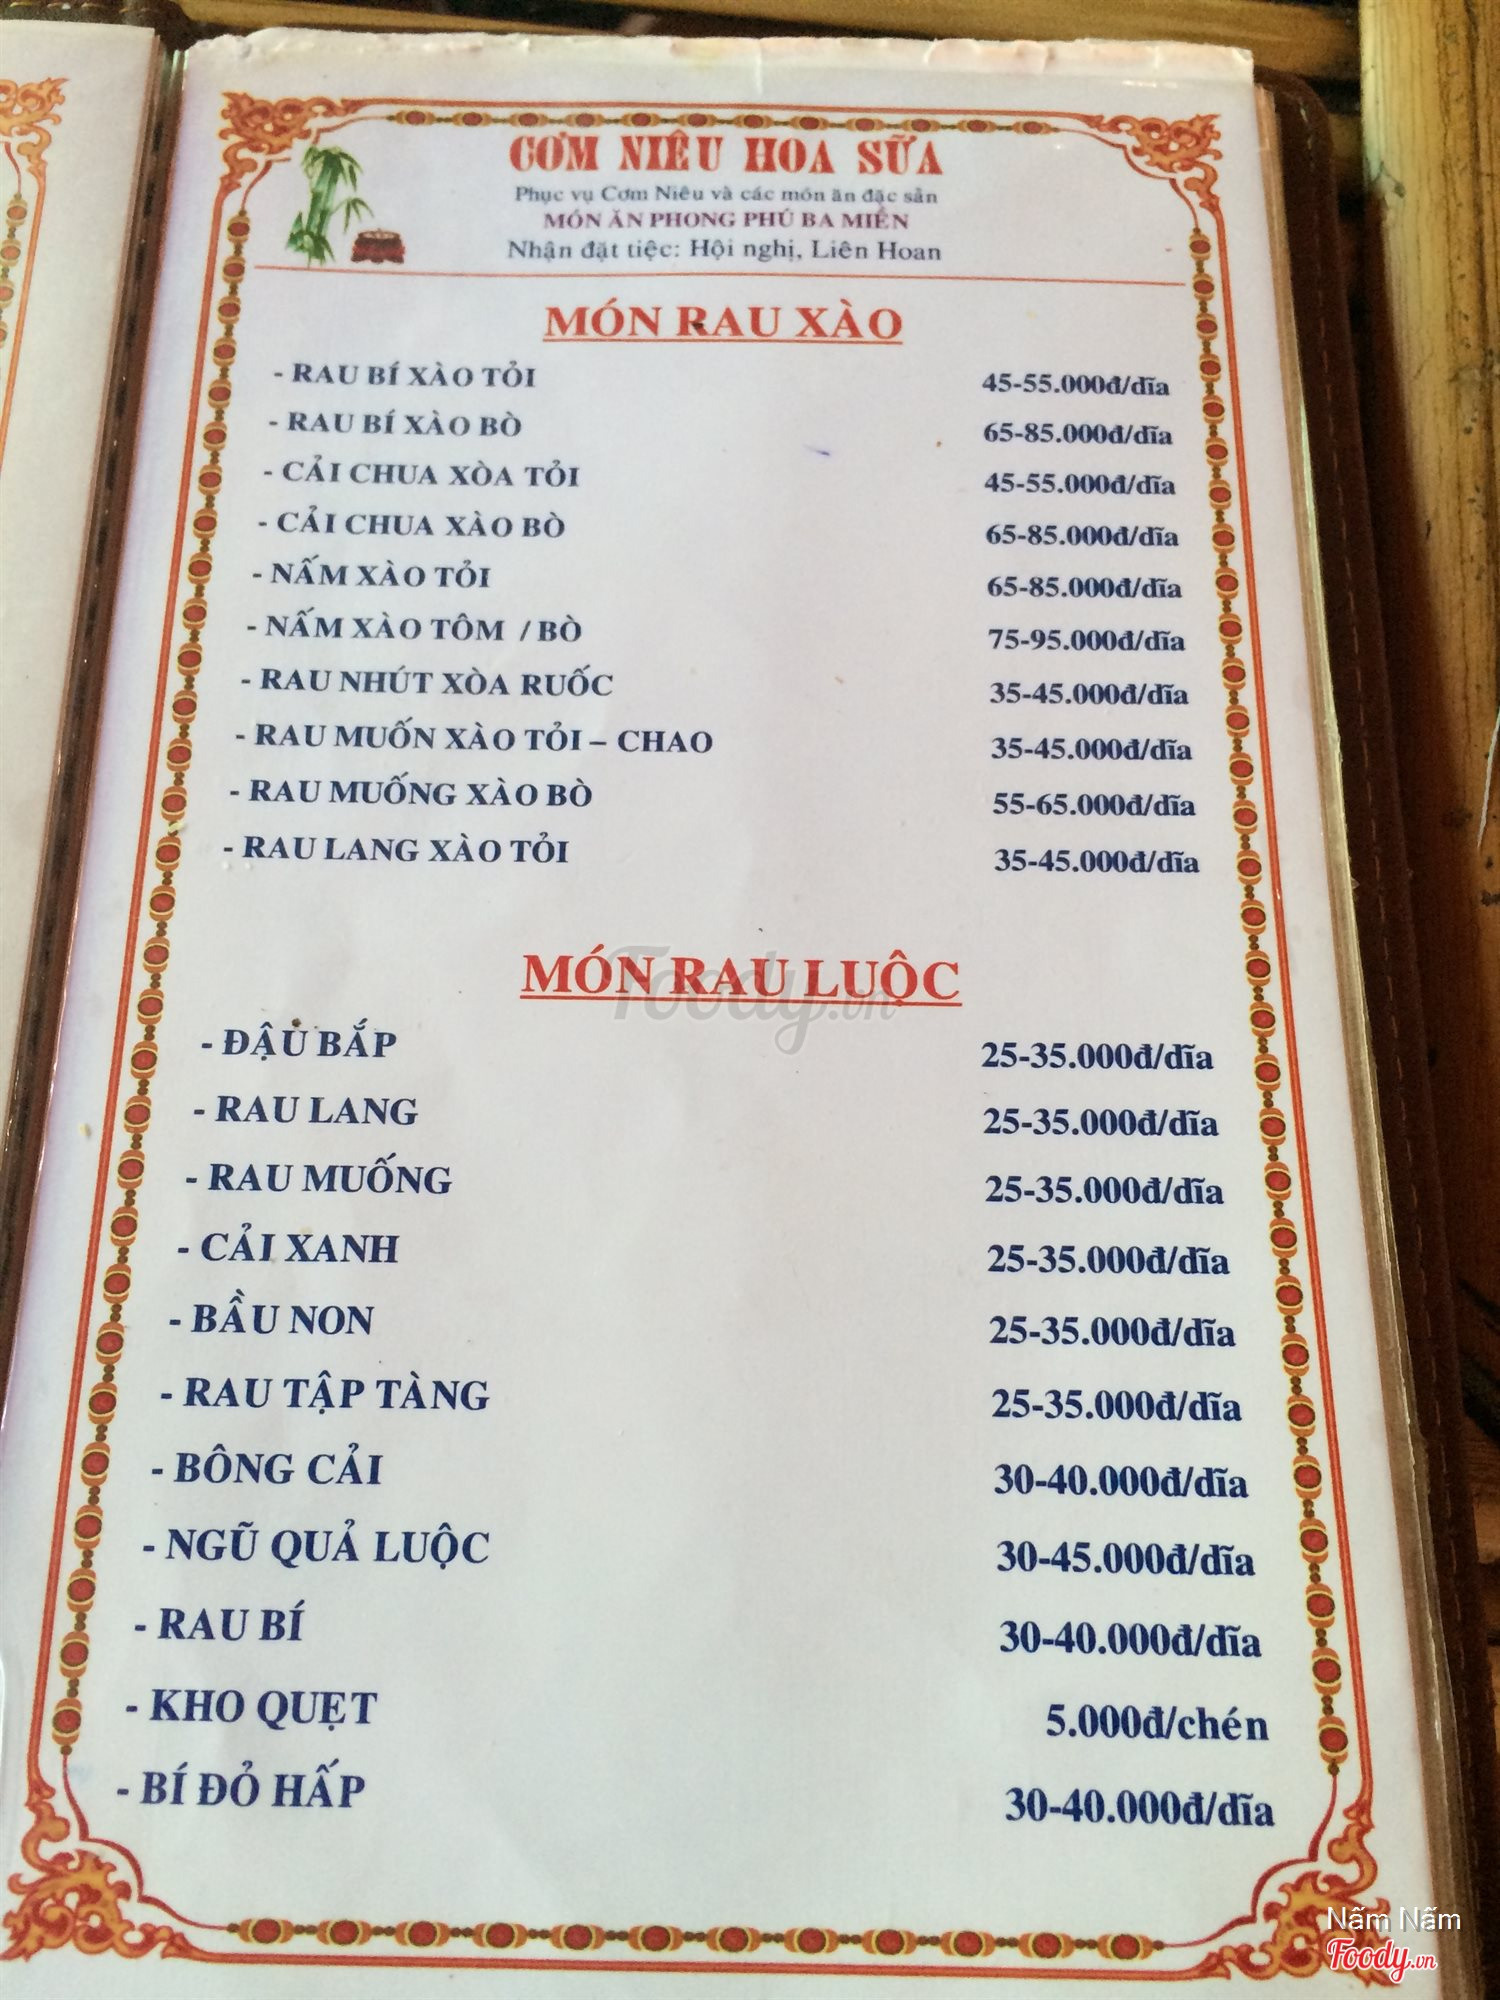 CƠM NIÊU HOA SỮA
Phục vụ Cơm Niêu và các món ăn đặc sản
MÓN ĂN PHONG PHÚ BA MIỀN
Nhận đặt tiệc: Hội nghị, Liên Hoan
MÓN RAU XÀO
- RAU BÍ XÀO TỎI 45-55.000đ/dĩa
- RAU BÍ XÀO BÒ 65-85.000đ/dĩa
- CẢI CHUA XÒA TỎI 45-55.000đ/dĩa
- CẢI CHUA XÀO BÒ 65-85.000đ/dĩa
- NẤM XÀO TỎI 65-85.000đ/dĩa
- NẤM XÀO TÔM / BÒ 75-95.000đ/dĩa
- RAU NHÚT XÒA RUỐC 35-45.000đ/dĩa
- RAU MUỐN XÀO TỎI – CHAO 35-45.000đ/dĩa
- RAU MUỐNG XÀO BÒ 55-65.000đ/dĩa
- RAU LANG XÀO TỎI 35-45.000đ/dĩa
MÓN RAU LUỘC
Foody.vn
- ĐẬU BẮP 25-35.000đ/dĩa
- RAU LANG 25-35.000đ/dĩa
- RAU MUỐNG 25-35.000đ/dĩa
- CẢI XANH 25-35.000đ/dĩa
- BẦU NON 25-35.000đ/dĩa
- RAU TẬP TÀNG 25-35.000đ/dĩa
- BÔNG CẢI 30-40.000đ/dĩa
- NGŨ QUẢ LUỘC 30-45.000đ/dĩa
- RAU BÍ 30-40.000đ/dĩa
- KHO QUẸT 5.000đ/chén
- BÍ ĐỎ HẤP 30-40.000đ/dĩa
Nấm Nấm
Foody.vn